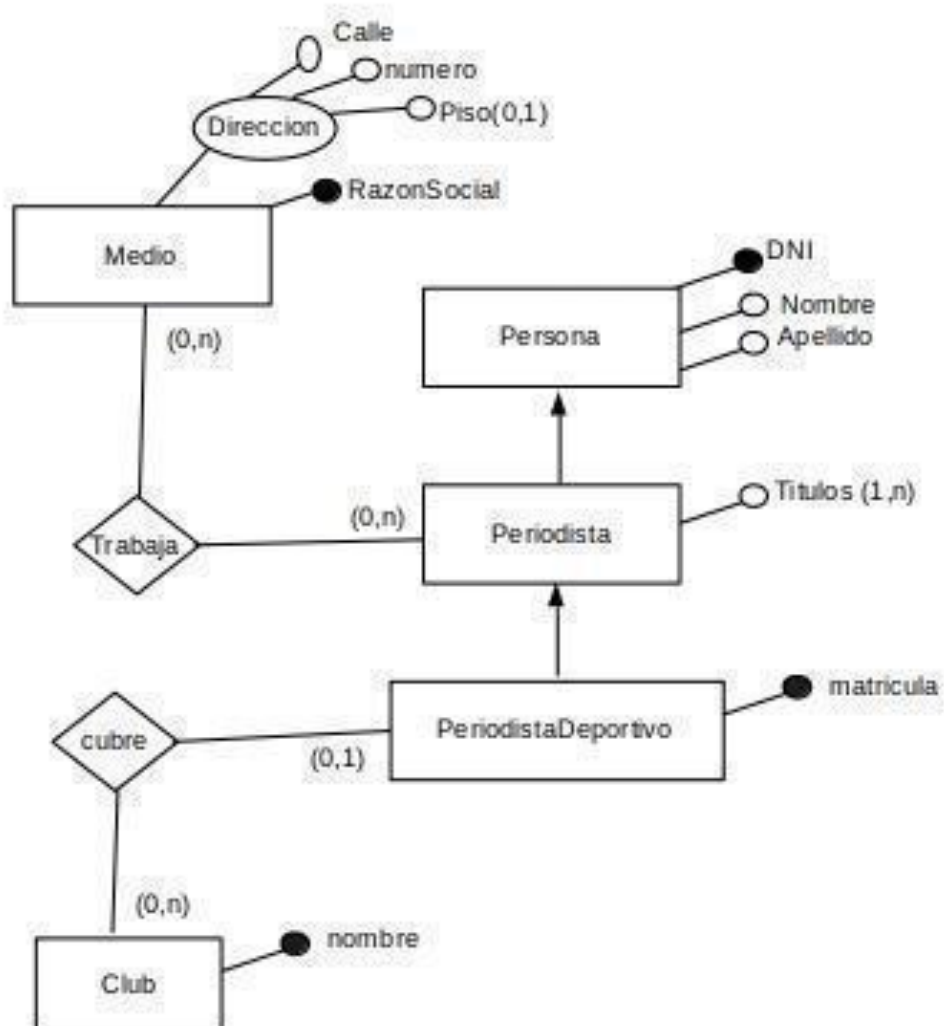 Calle
numero
Piso(0,1)
Direccion
RazonSocial
Medio
(0,n)
DNI
Nombre
Apellido
Persona
Titulos (1,n)
(0,n)
Periodista
Trabaja
matricula
PeriodistaDeportivo
cubre
(0,1)
(0,n)
nombre
Club